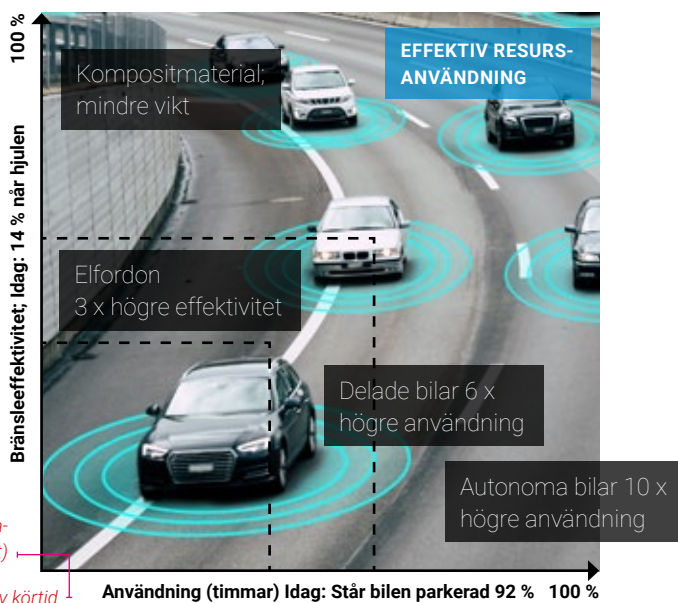 100 %
EFFEKTIV RESURS-
ANVÄNDNING
Kompositmaterial;
mindre vikt
Bränsleeffektivitet; Idag: 14 % når hjulen
Elfordon
3 x högre effektivitet
Delade bilar 6 x
högre användning
Autonoma bilar 10 x
högre användning
Användning (timmar) Idag: Står bilen parkerad 92 % 100 %
körtid